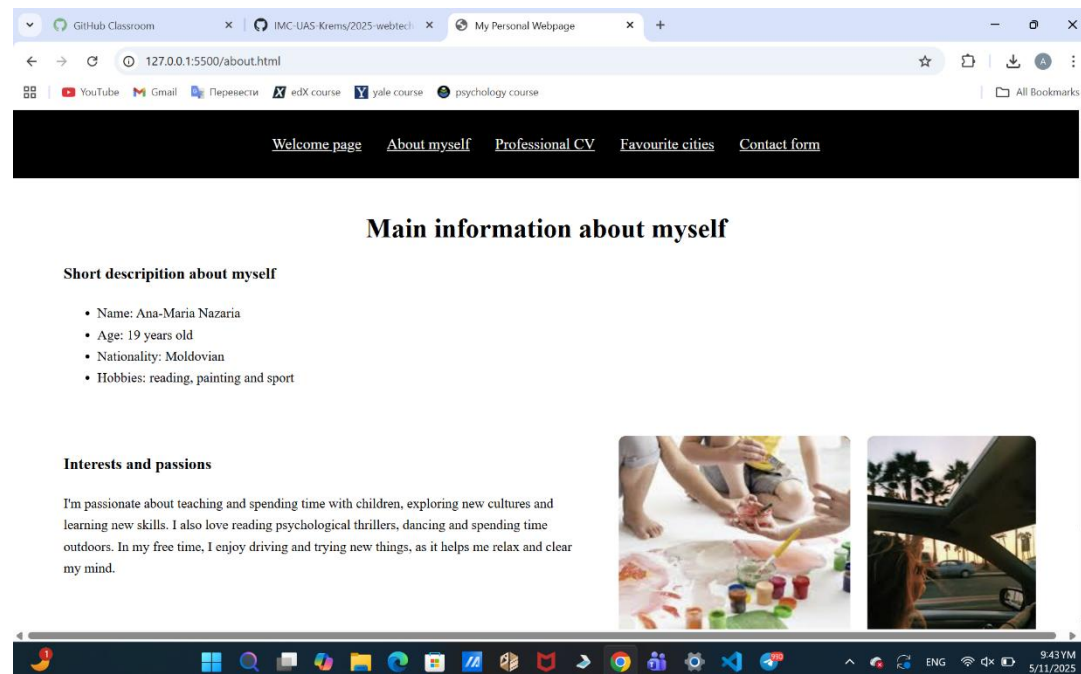 GitHub Classroom
IMC-UAS-Krems/2025-webtech
My Personal Webpage
127.0.0.1:5500/about.html
A
YouTube Gmail Перевести edX course yale course psychology course All Bookmarks
Welcome page About myself Professional CV Favourite cities Contact form
Main information about myself
Short descripition about myself
• Name: Ana-Maria Nazaria
• Age: 19 years old
• Nationality: Moldovian
• Hobbies: reading, painting and sport
Interests and passions
I'm passionate about teaching and spending time with children, exploring new cultures and
learning new skills. I also love reading psychological thrillers, dancing and spending time
outdoors. In my free time, I enjoy driving and trying new things, as it helps me relax and clear
my mind.
1
990
ENG
9:43 YM
5/11/2025